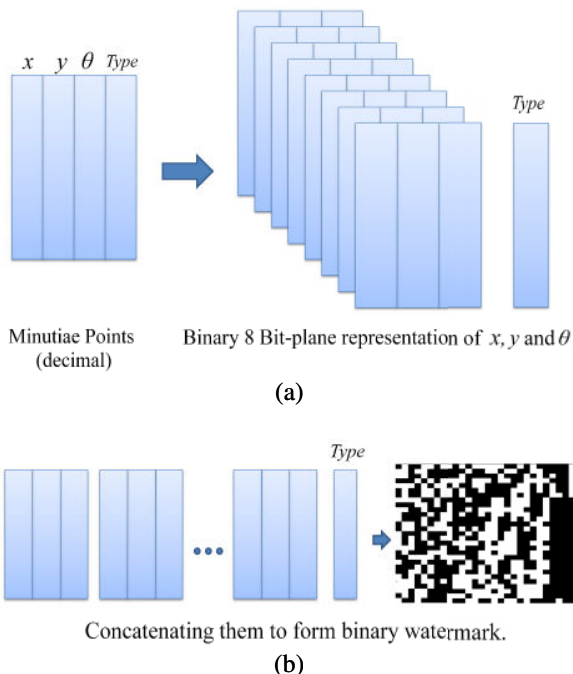 x y θ Type
Type
Minutiae Points
(decimal)
Binary 8 Bit-plane representation of x, y and θ
(a)
Type
Concatenating them to form binary watermark.
(b)